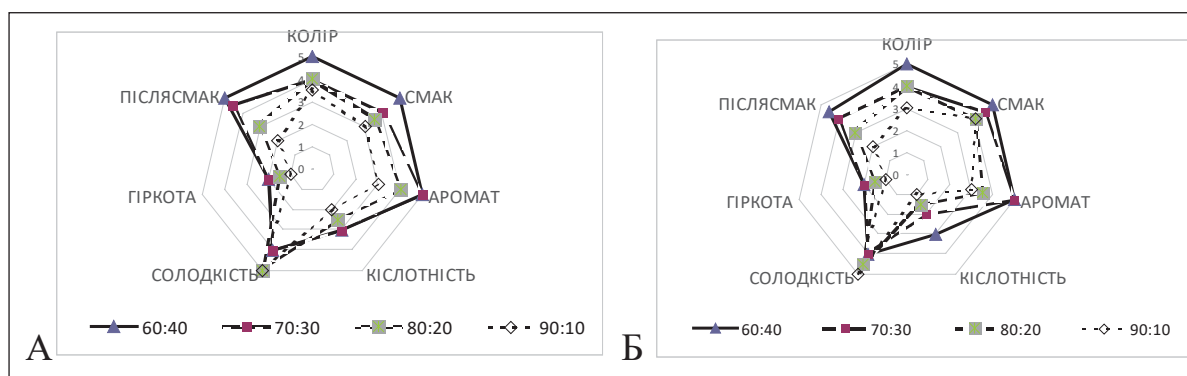 КОЛІР
5
4
3
2
1
0
СМАК
АРОМАТ
КІСЛОТНІСТЬ
СОЛОДКІСТЬ
ГІРКОТА
ПІСЛЯСМАК
60:40 70:30 80:20 90:10
А
КОЛІР
5
4
3
2
1
0
СМАК
АРОМАТ
КІСЛОТНІСТЬ
СОЛОДКІСТЬ
ГІРКОТА
ПІСЛЯСМАК
60:40 70:30 80:20 90:10
Б